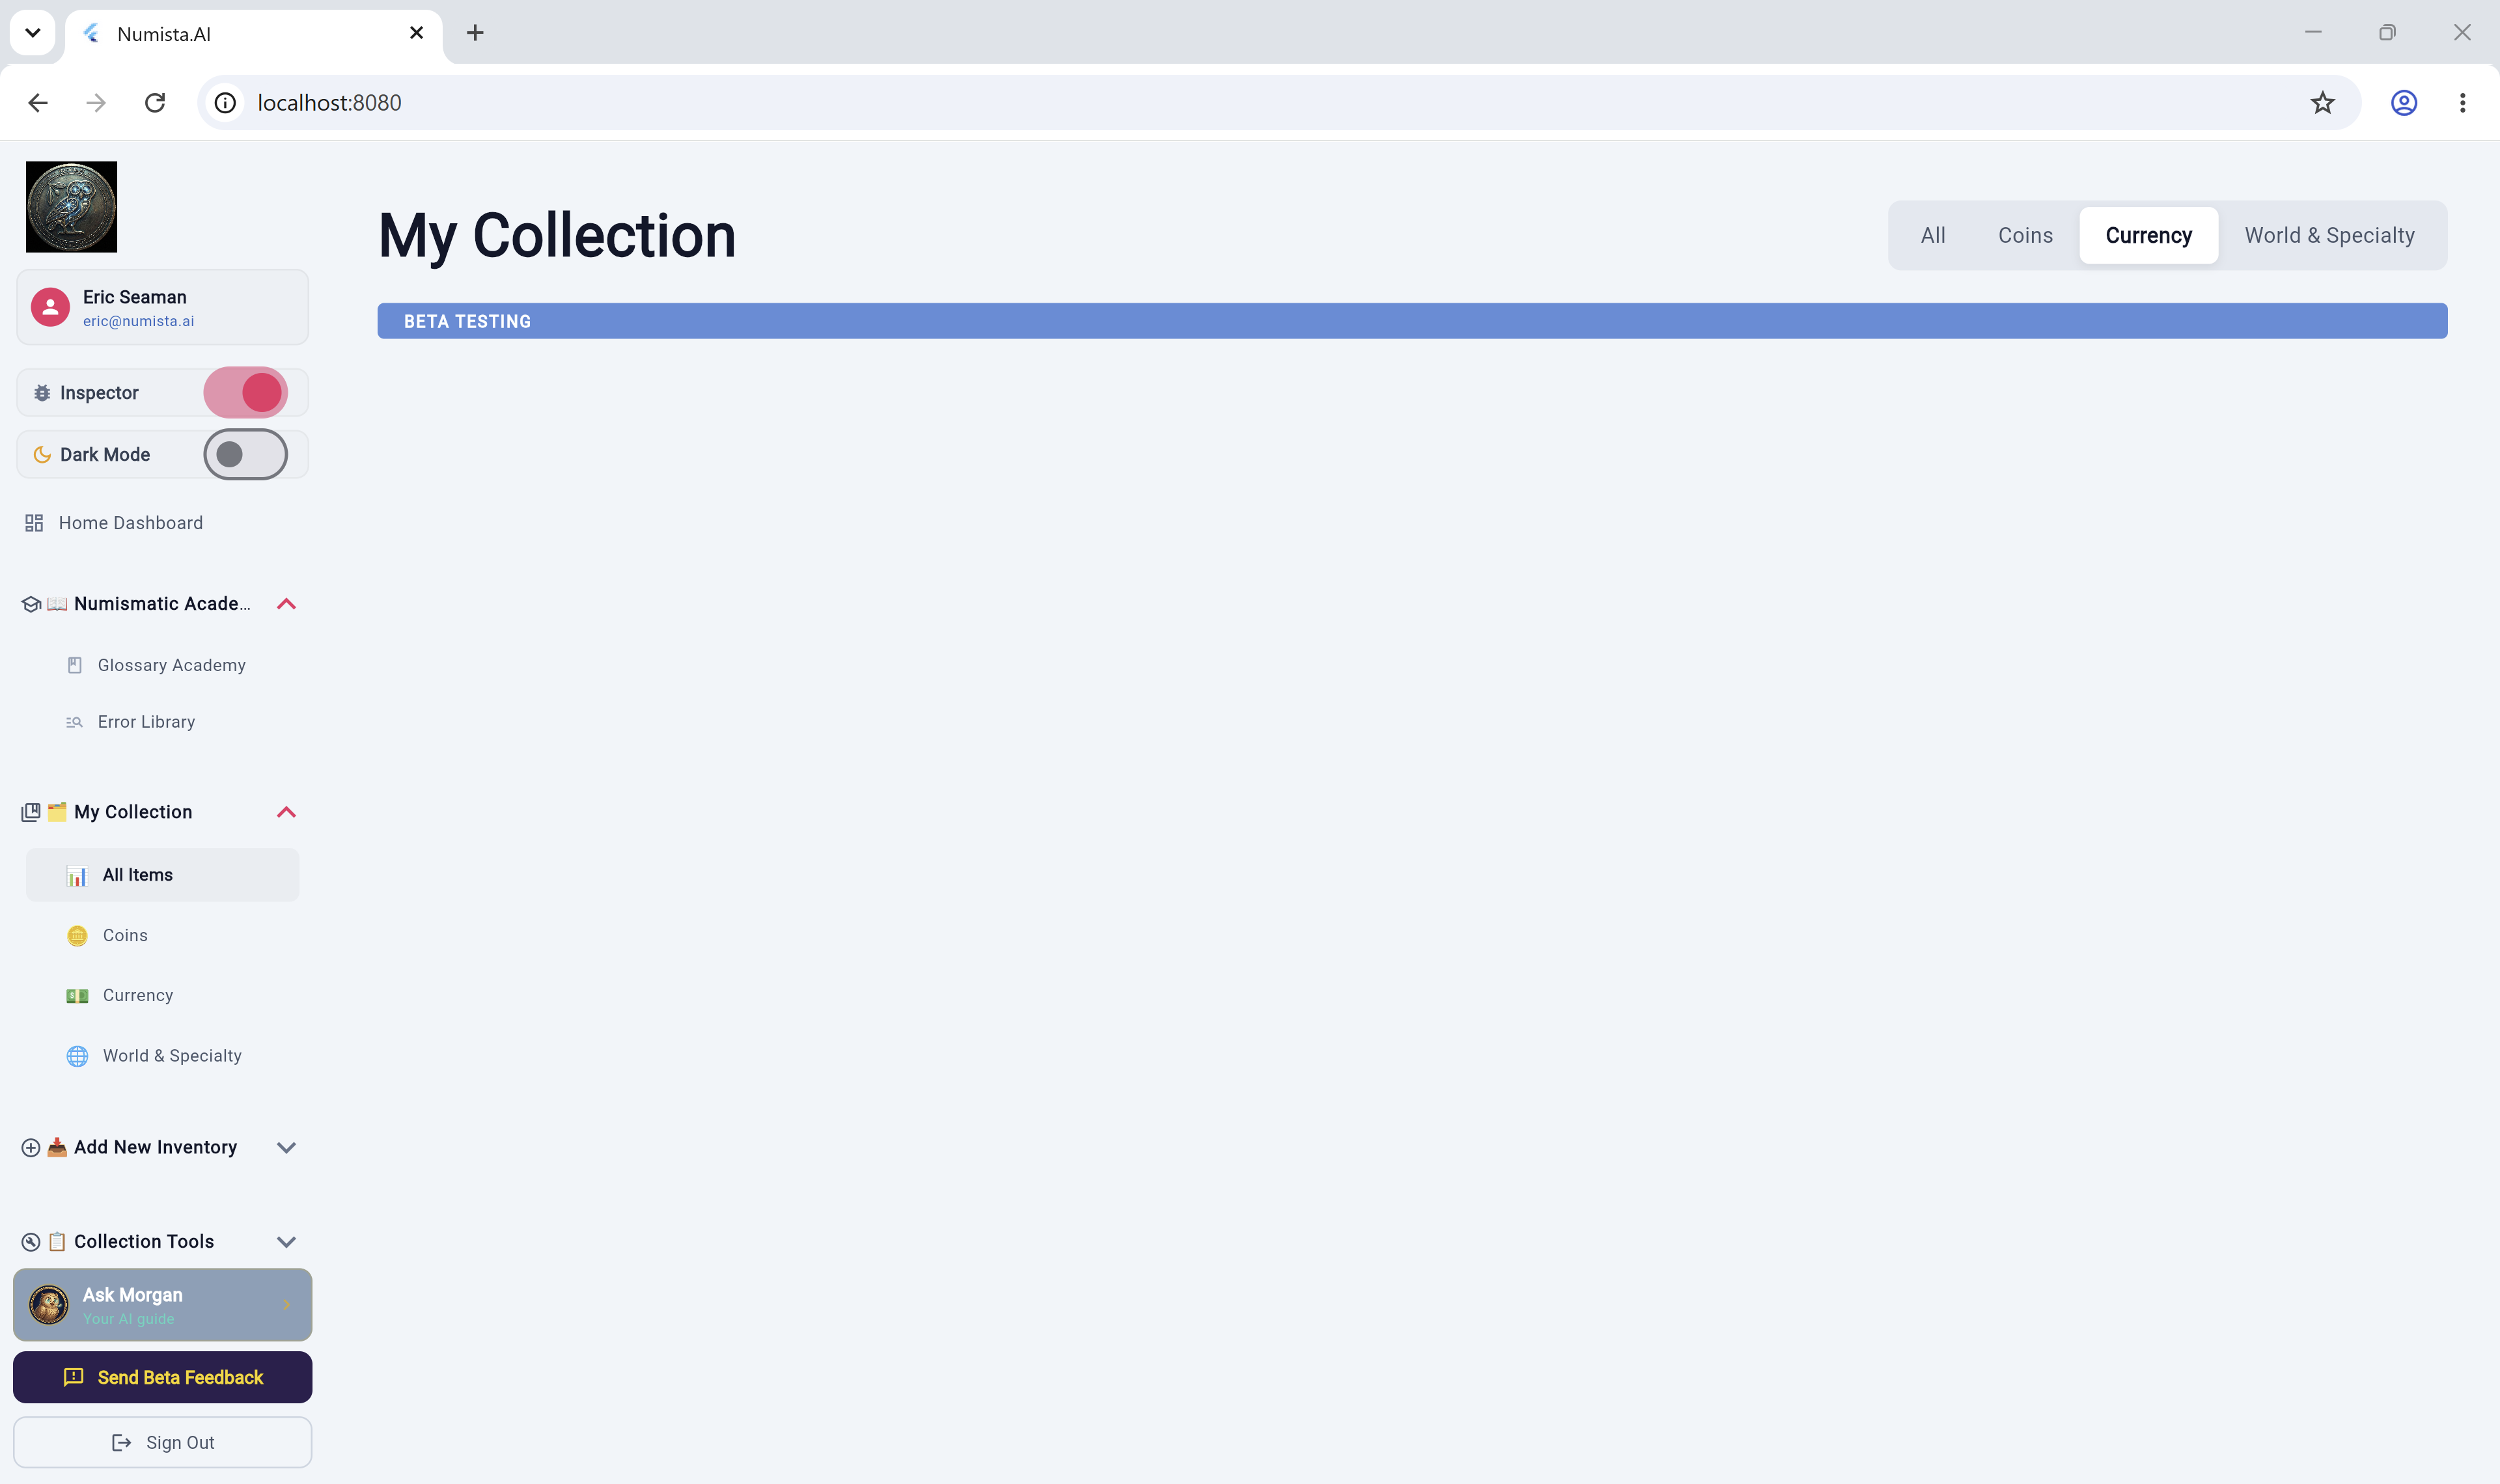 Numista.AI
localhost:8080
Eric Seaman
eric@numista.ai
Inspector
Dark Mode
Home Dashboard
Numismatic Acade...
Glossary Academy
Error Library
My Collection
All Items
Coins
Currency
World & Specialty
Add New Inventory
Collection Tools
Ask Morgan
Your AI guide
Send Beta Feedback
Sign Out
My Collection
All Coins Currency World & Specialty
BETA TESTING